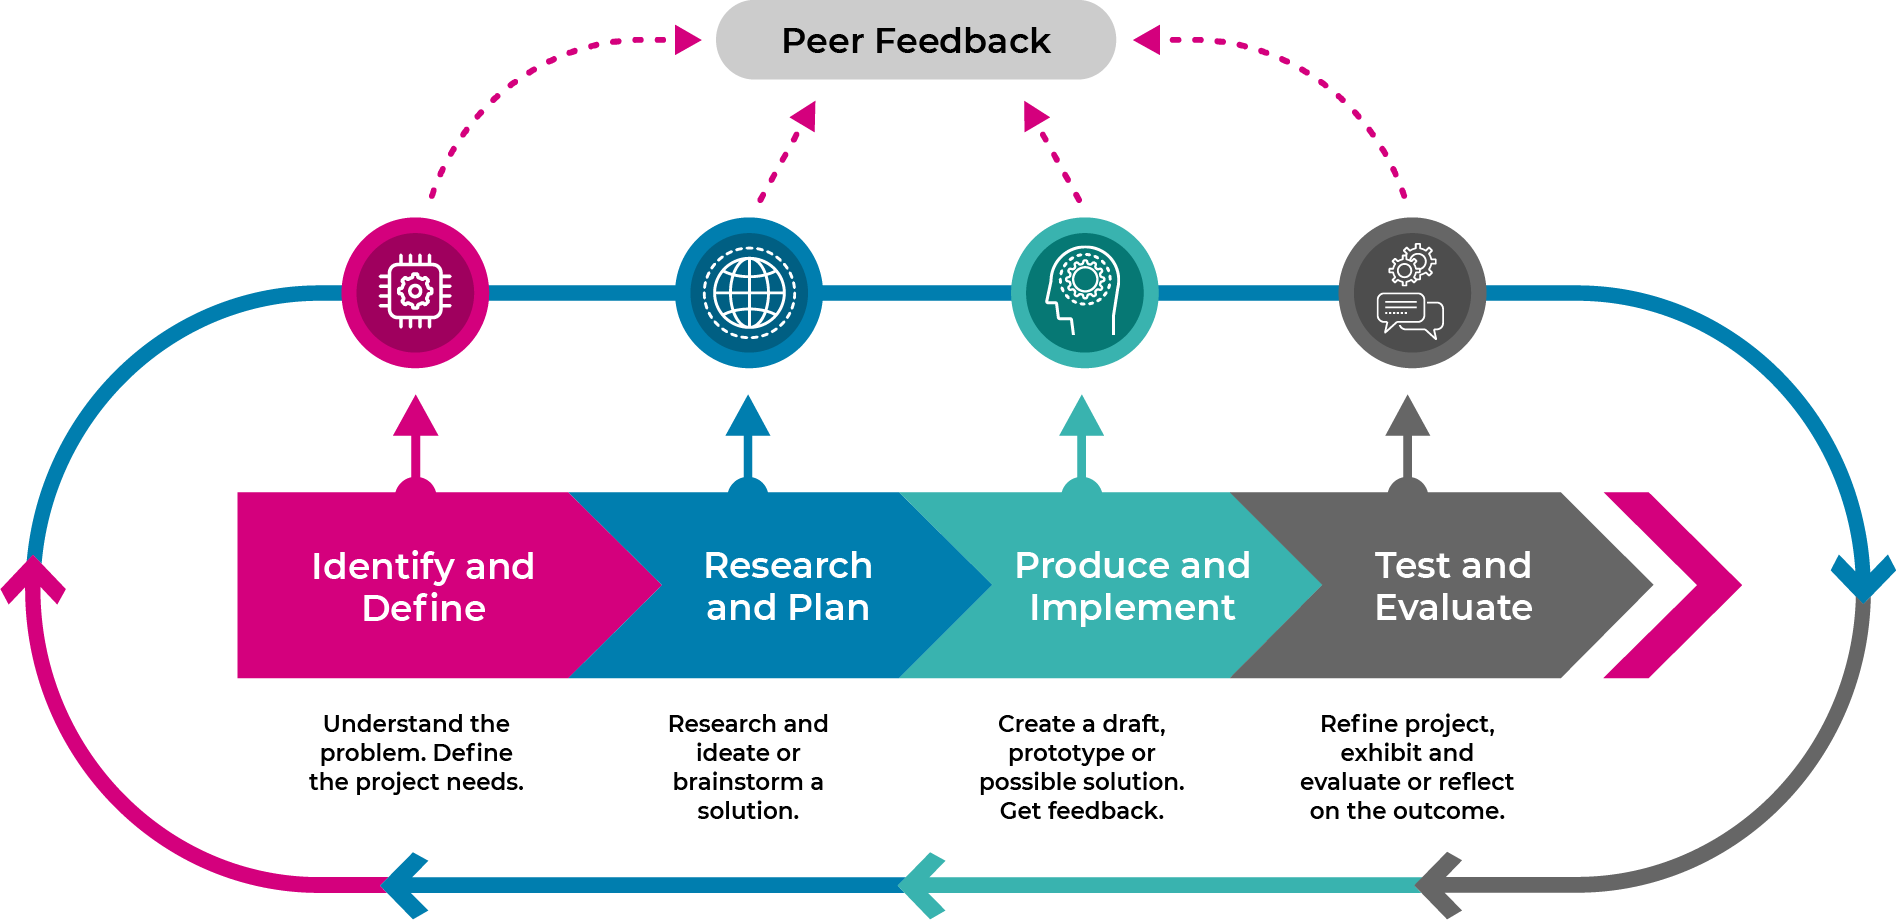 Peer Feedback
Identify and
Define
Research
and Plan
Produce and
Implement
Test and
Evaluate
Understand the
problem. Define
the project needs.
Research and
ideate or
brainstorm a
solution.
Create a draft,
prototype or
possible solution.
Get feedback.
Refine project,
exhibit and
evaluate or reflect
on the outcome.